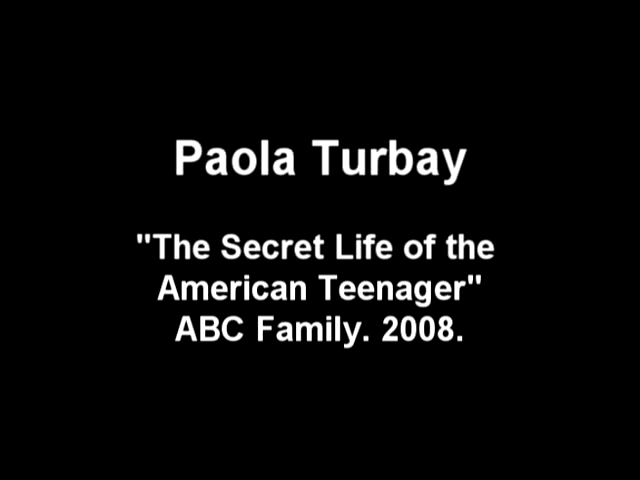 Paola Turbay
"The Secret Life of the
American Teenager"
ABC Family. 2008.